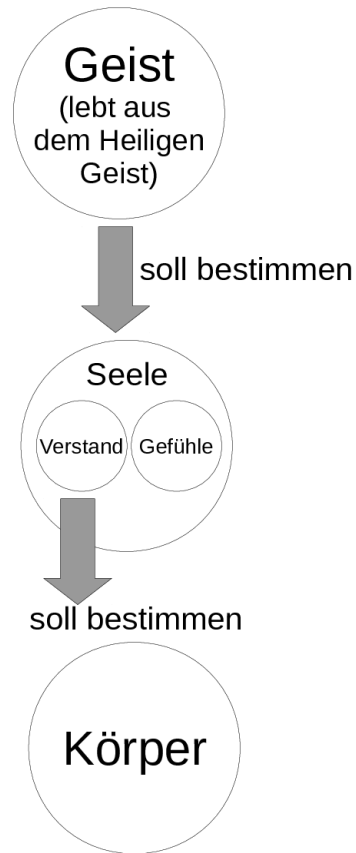 Geist
(lebt aus
dem Heiligen
Geist)
soll bestimmen
Seele
Verstand Gefühle
soll bestimmen
Körper